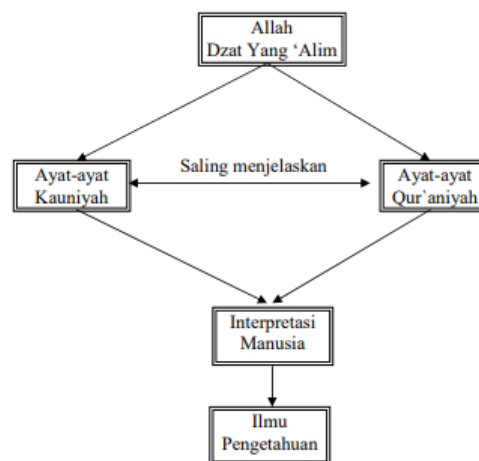 Allah
Dzat Yang ‘Alim
Saling menjelaskan
Ayat-ayat
Kauniyah
Ayat-ayat
Qur`aniyah
Interpretasi
Manusia
Ilmu
Pengetahuan